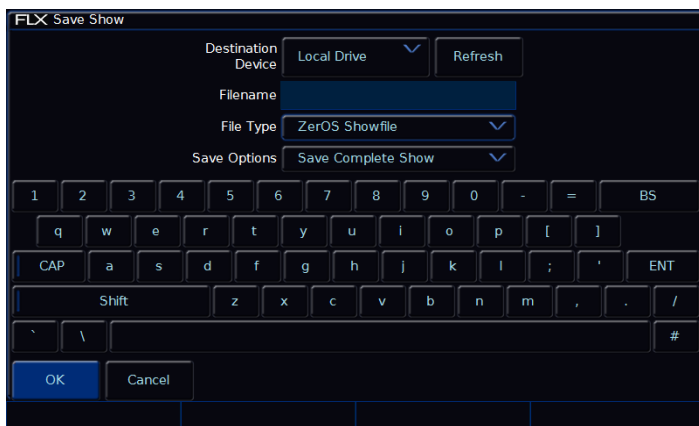 FLX Save Show
Destination Device Local Drive Refresh
Filename
File Type ZerOS Showfile
Save Options Save Complete Show
1 2 3 4 5 6 7 8 9 0 - = BS
q w e r t y u i o p [ ]
CAP a s d f g h j k l ; ' ENT
Shift z x c v b n m , . /
` \ #
OK Cancel